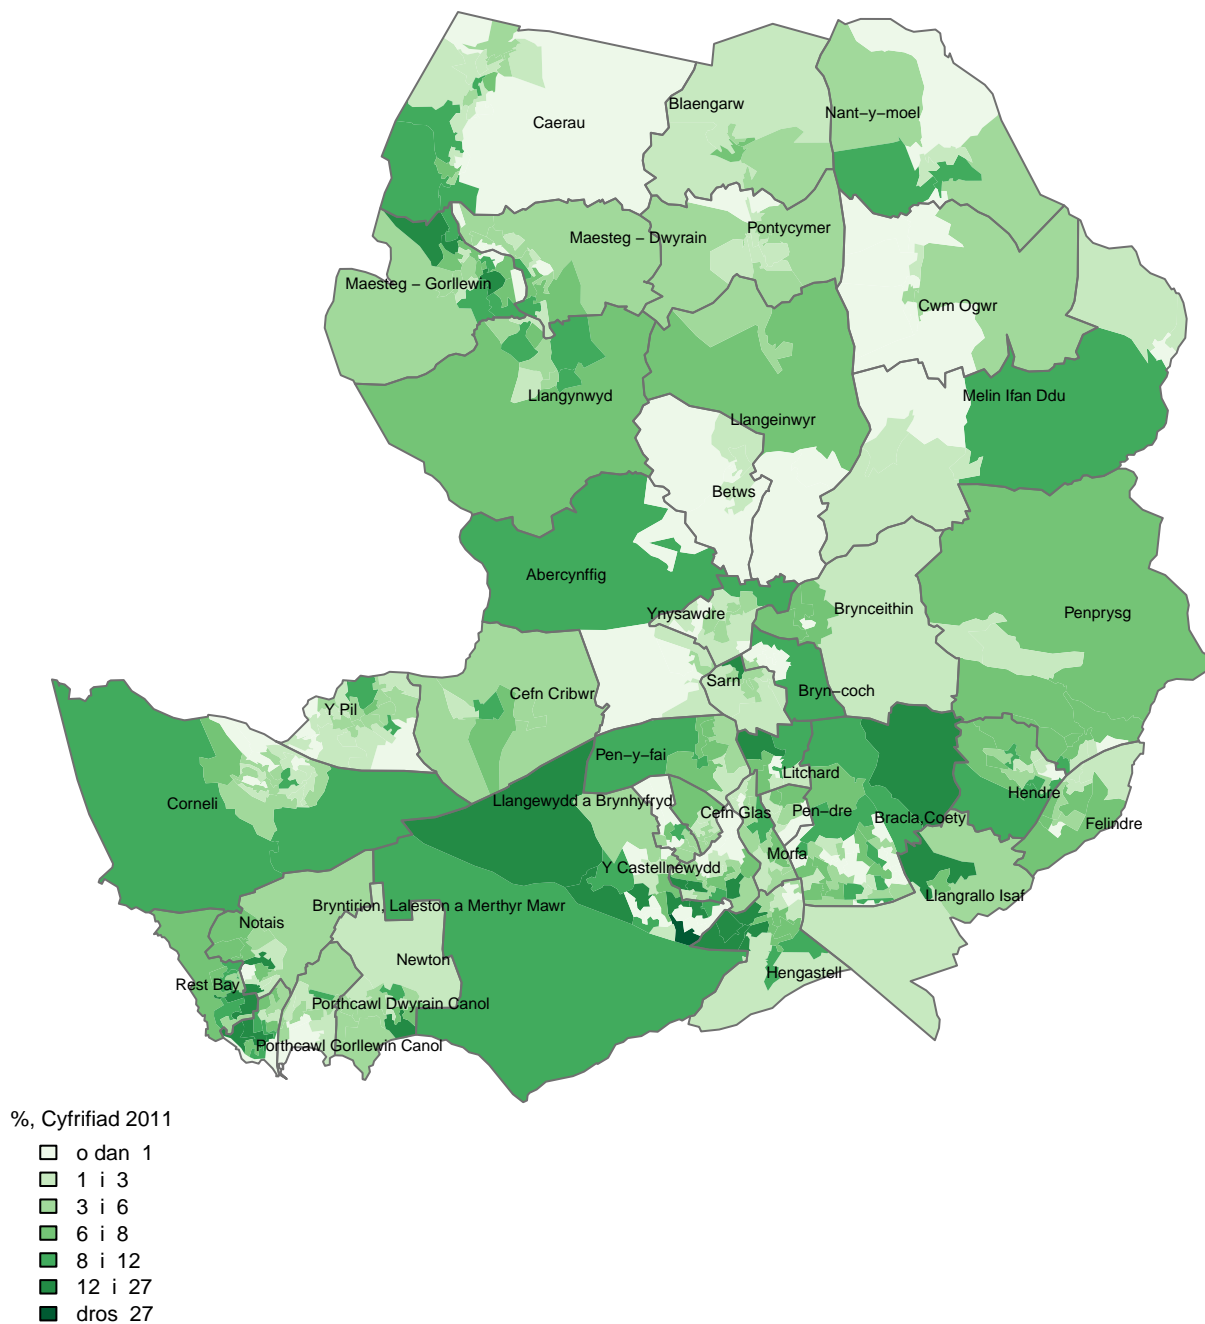 Blaengarw
Nant-y-moel
Caerau
Pontycymer
Maesteg - Dwyrain
Maesteg - Gorllewin
Cwm Ogwr
Llangynwyd
Melin Ifan Ddu
Llangeinwyr
Betws
Abercynffig
Brynceithin
Ynysawdre
Penprysg
Sarn
Cefn Cribwr
Bryn-coch
Y Pil
Pen-y-fai
Litchard
Corneli
Llangewydd a Brynhyfryd
Hendre
Cefn Glas
Pen-dre
Bracla,Coety
Felindre
Morfa
Y Castellnewydd
Llangrallo Isaf
Bryntirion, Laleston a Merthyr Mawr
Notais
Newton
Hengastell
Rest Bay
Porthcawl Dwyrain Canol
Porthcawl Gorllewin Canol
%, Cyfrifiad 2011
o dan 1
1 i 3
3 i 6
6 i 8
8 i 12
12 i 27
dros 27